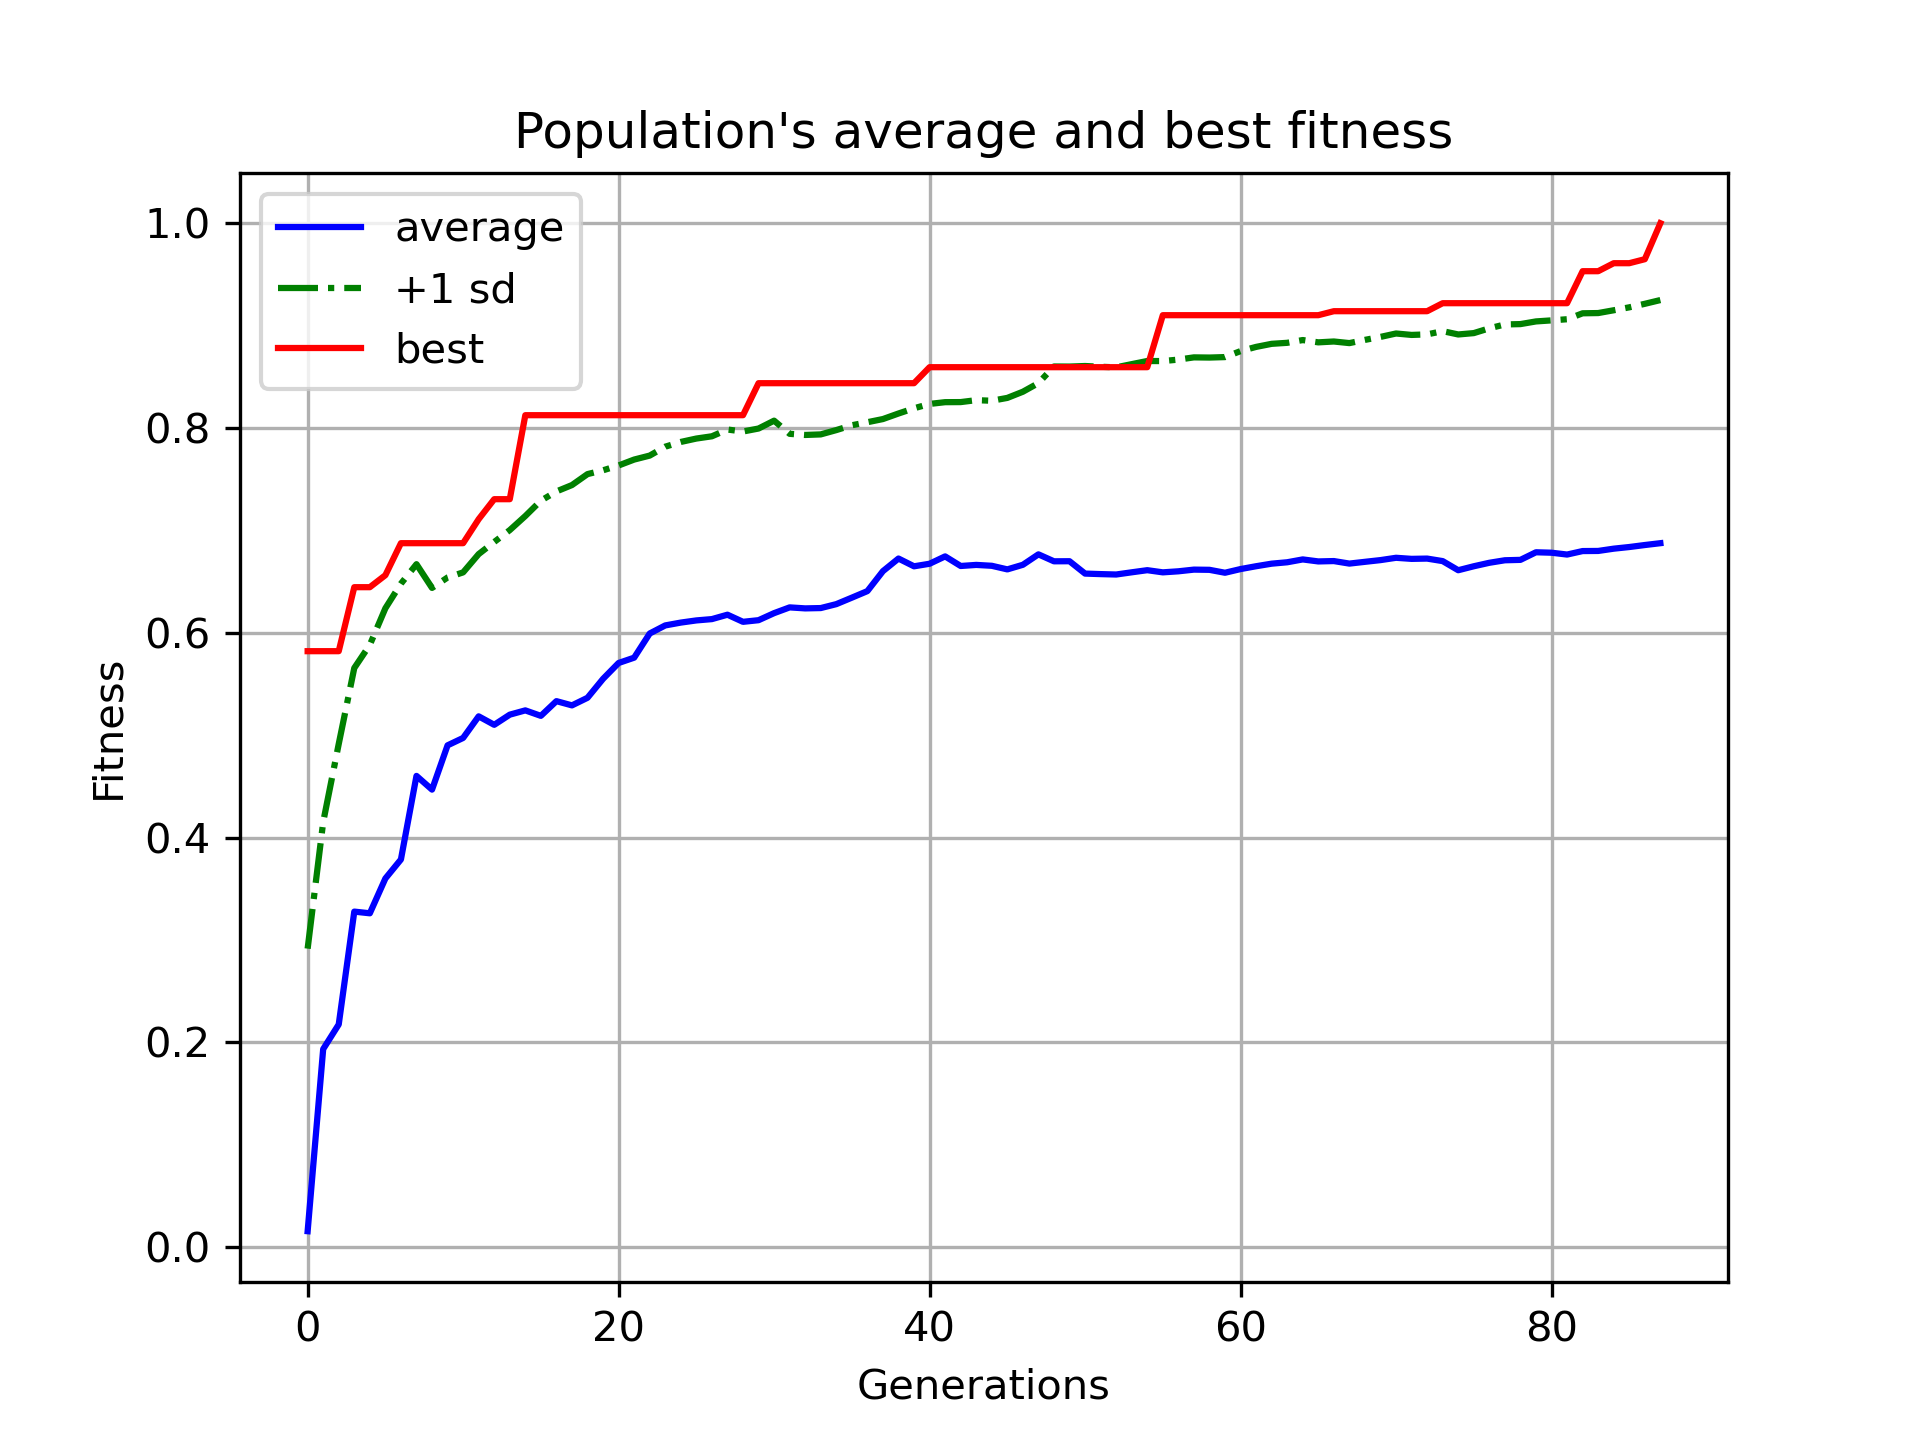 Population's average and best fitness
average
+1 sd
best
1.0
0.8
0.6
0.4
0.2
0.0
Fitness
0 20 40 60 80
Generations